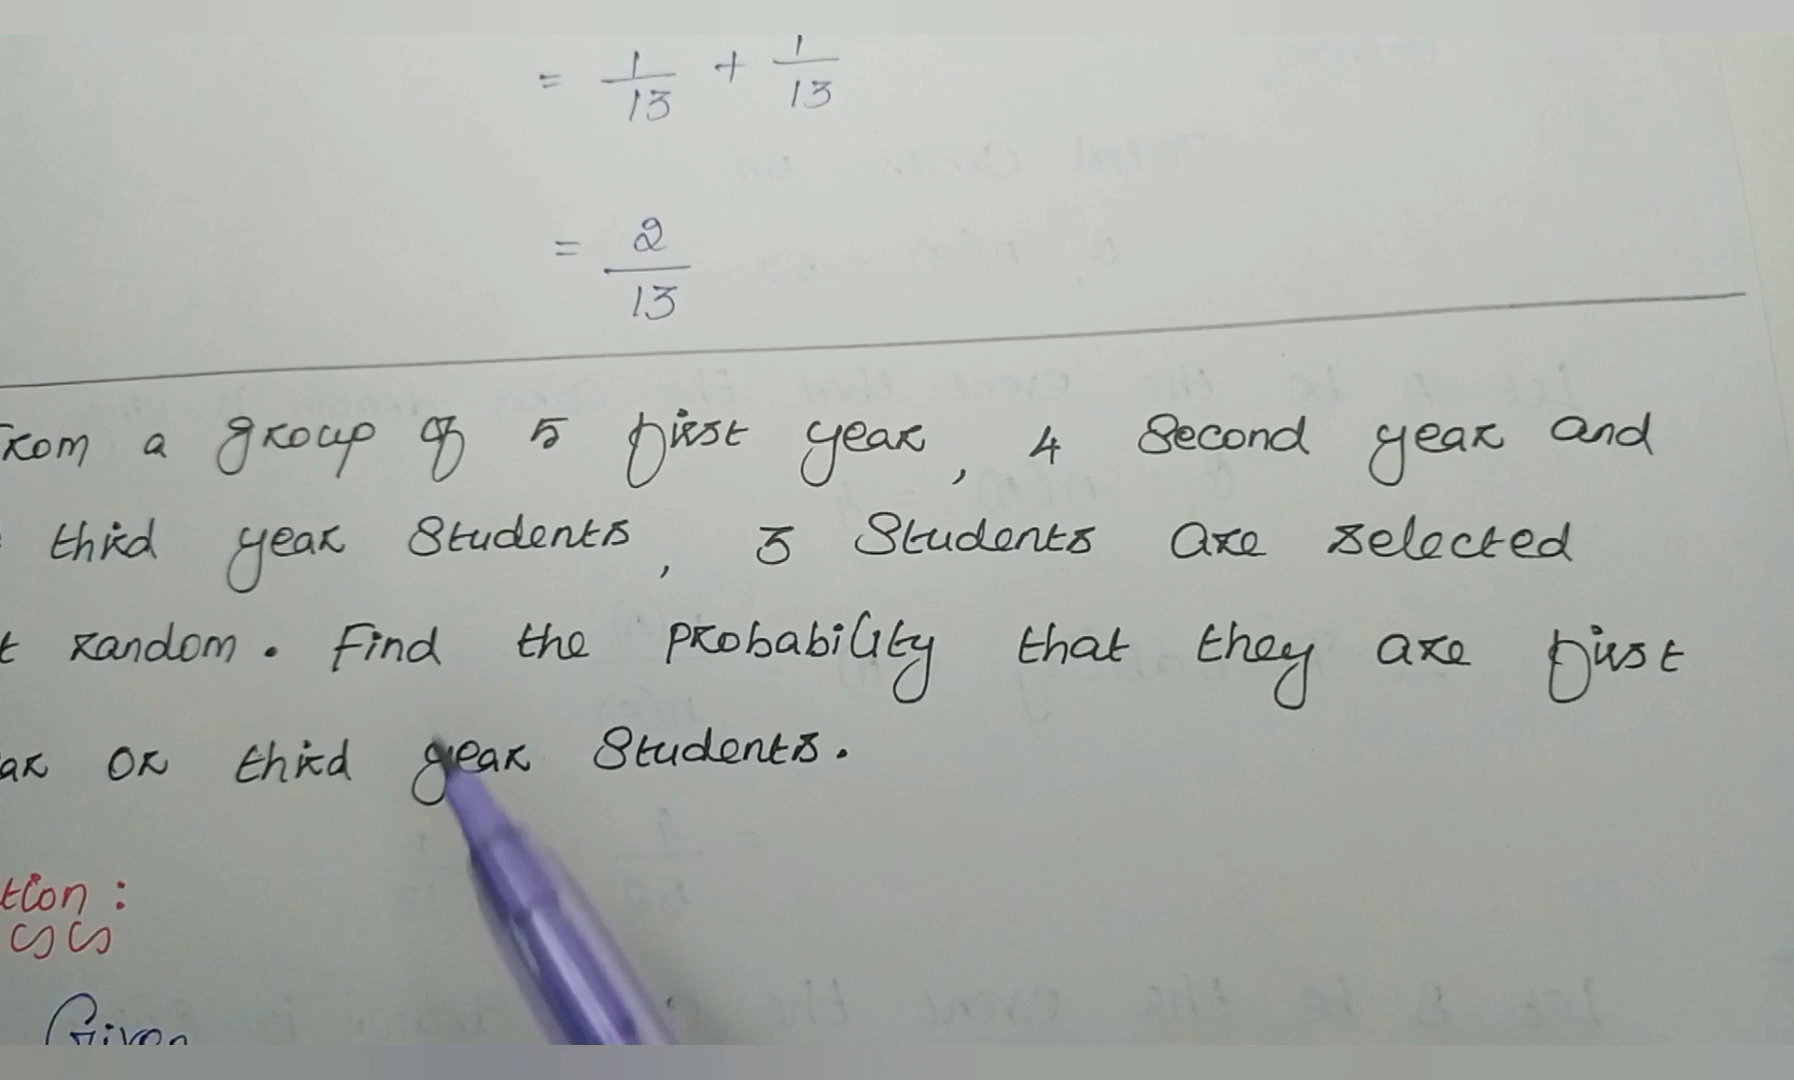 = 1/13 + 1/13
= 2/13
from a group of 5 first year, 4 second year and
third year students, 3 students are selected
t random. Find the probability that they are first
ar or third year students.
tion:
Given